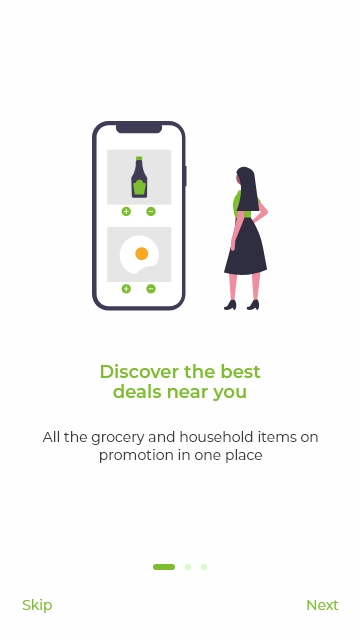 Discover the best
deals near you
All the grocery and household items on
promotion in one place
Skip
Next